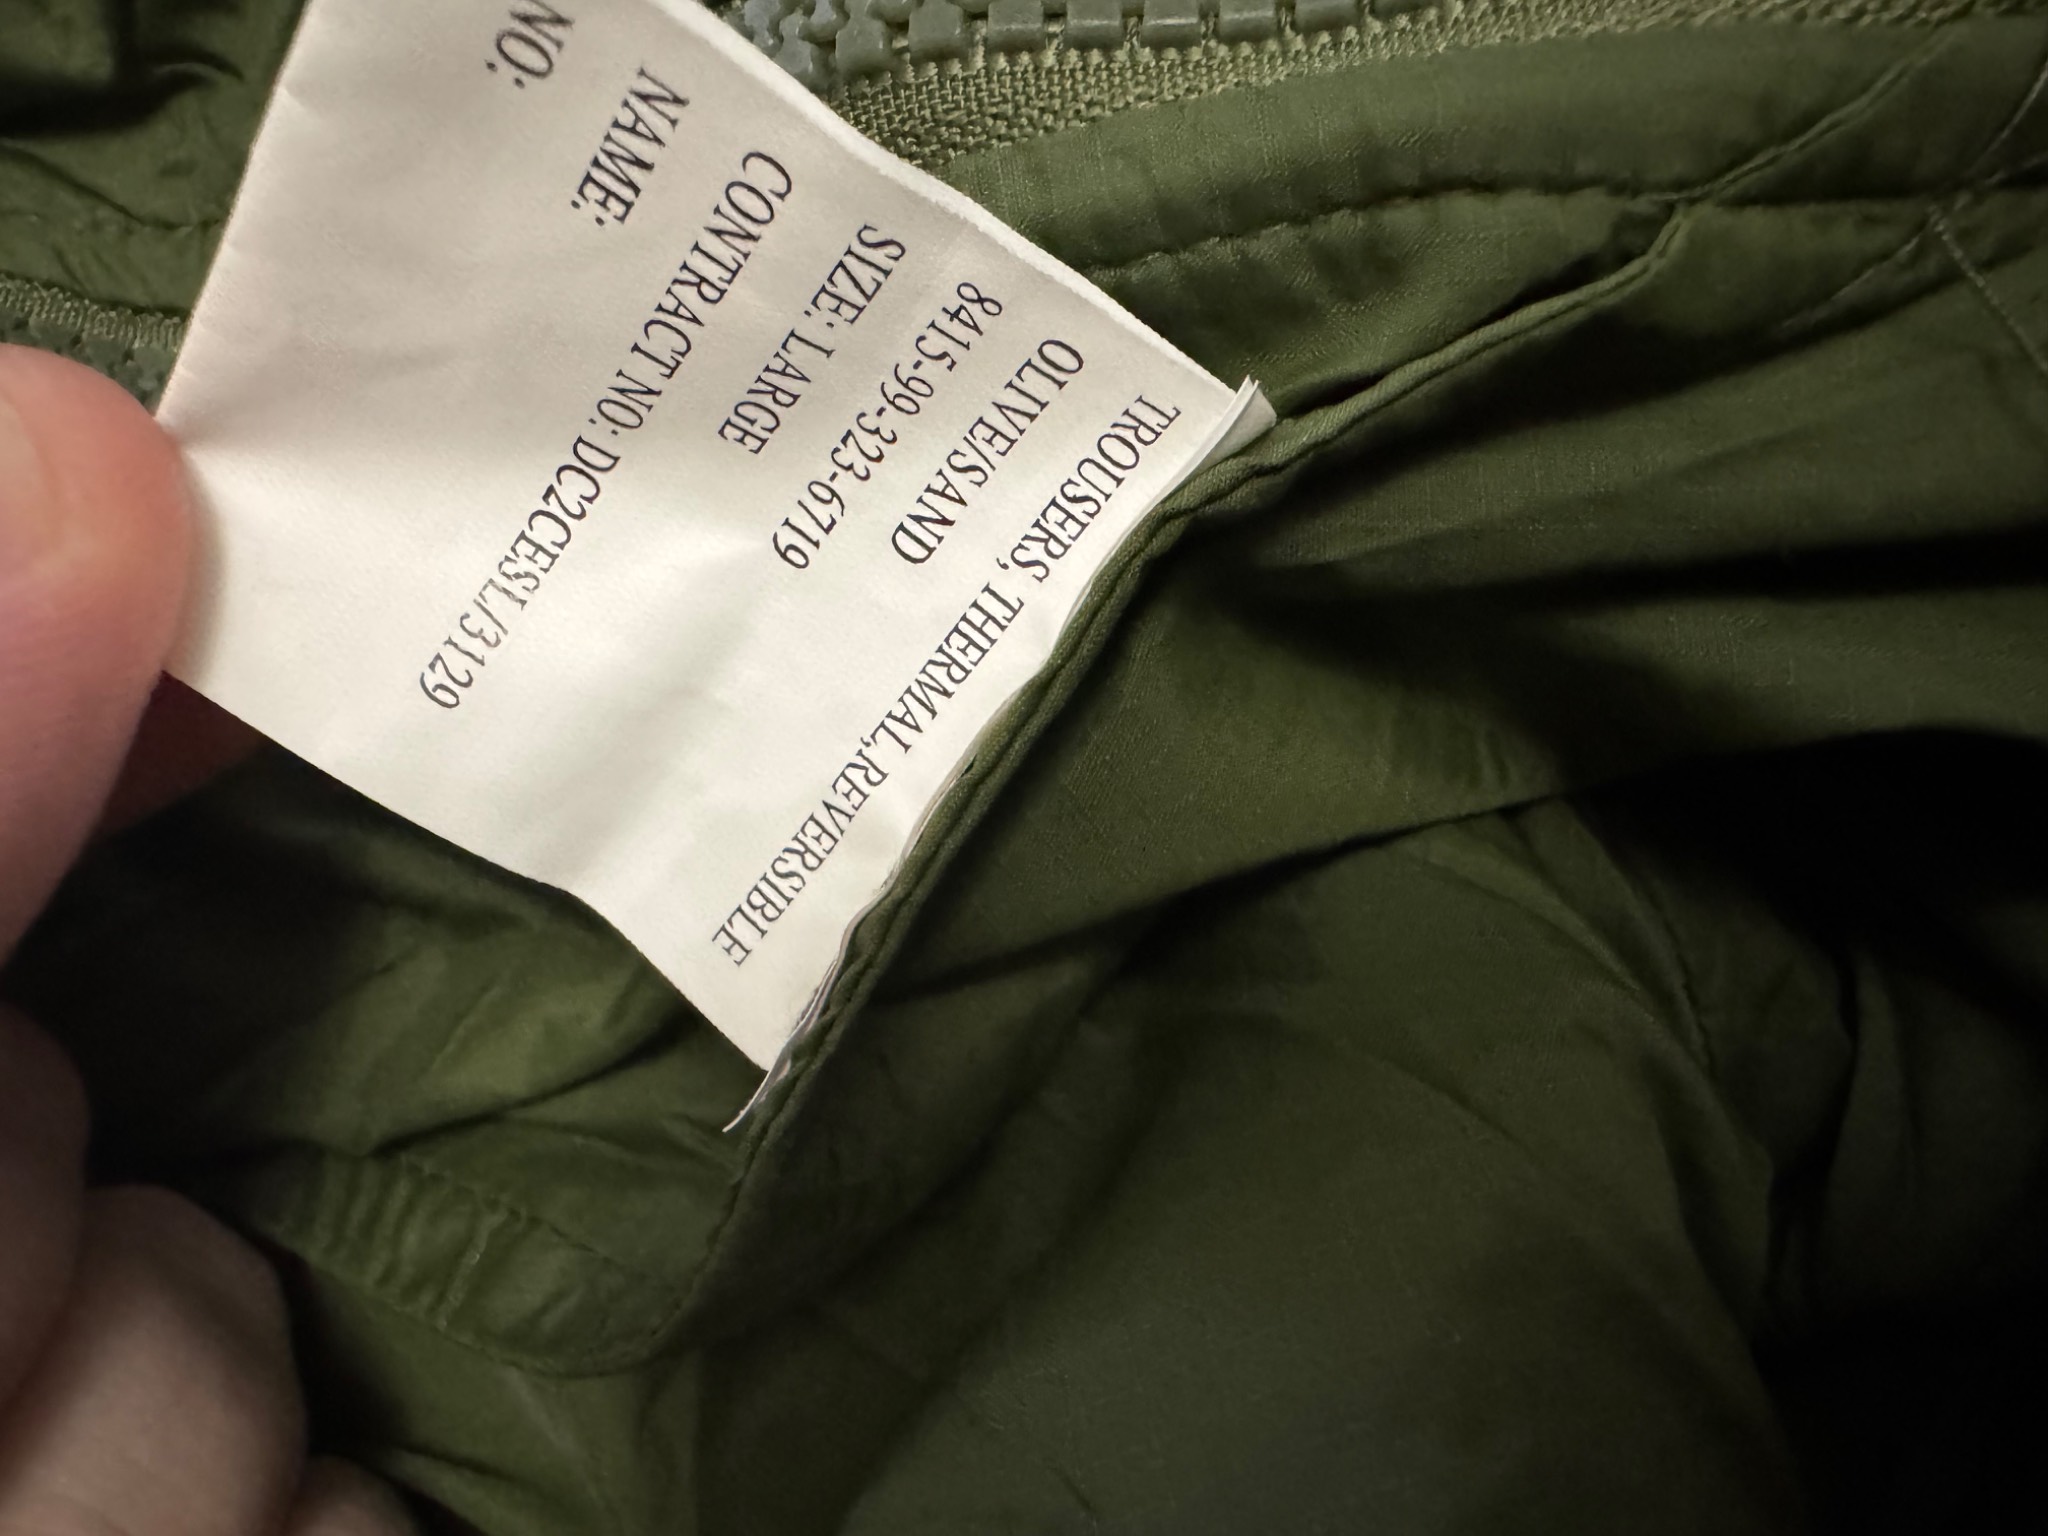 TROUSERS, THERMAL,REVERSIBLE
OLIVE/SAND
8415-99-323-6719
SIZE: LARGE
CONTRACT NO: DC2CESL/3129
NAME:
NO: